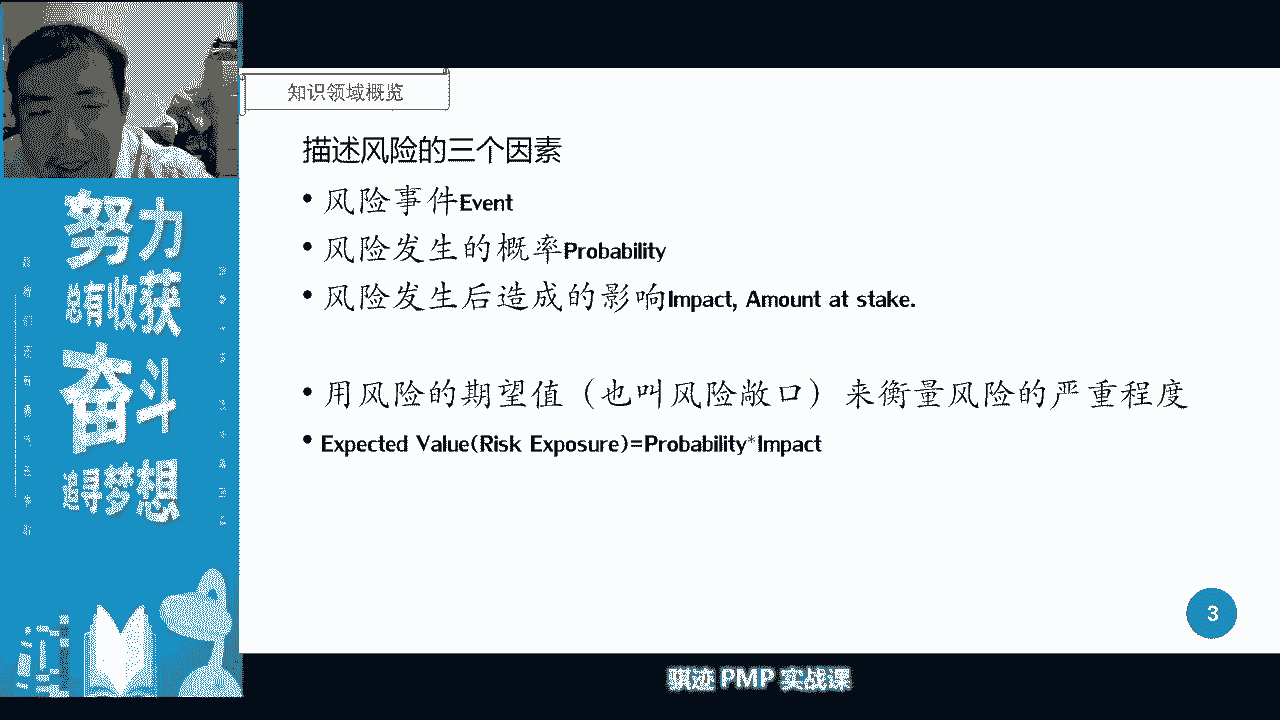 知识领域概览
描述风险的三个因素
• 风险事件Event
• 风险发生的概率Probability
• 风险发生后造成的影响Impact, Amount at stake.
• 用风险的期望值（也叫风险敞口）来衡量风险的严重程度
• Expected Value(Risk Exposure)=Probability*Impact
3
努力
总有收获
奋斗
追寻梦想
骐迹 PMP 实战课